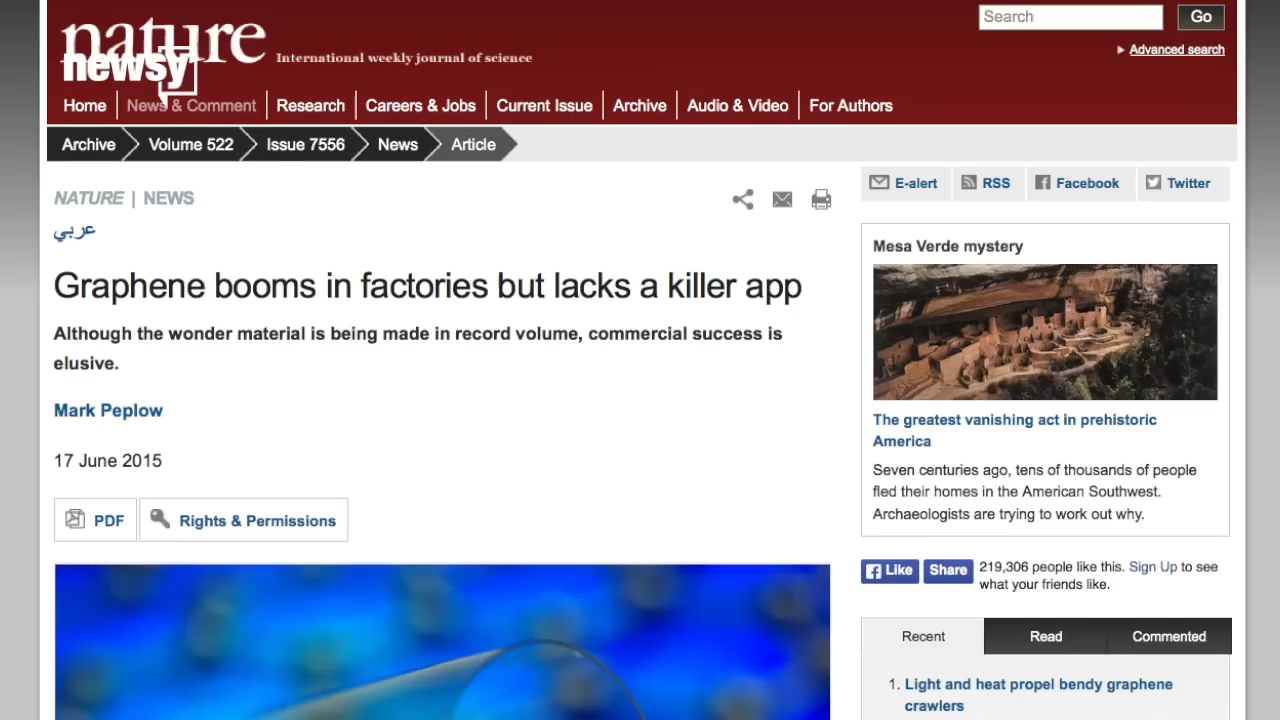 nature
International weekly journal of science
newsy
Search
Go
Advanced search
Home
News & Comment
Research
Careers & Jobs
Current Issue
Archive
Audio & Video
For Authors
Archive
Volume 522
Issue 7556
News
Article
NATURE | NEWS
عربي
Graphene booms in factories but lacks a killer app
Although the wonder material is being made in record volume, commercial success is
elusive.
Mark Peplow
17 June 2015
PDF
Rights & Permissions
E-alert
RSS
Facebook
Twitter
Mesa Verde mystery
The greatest vanishing act in prehistoric
America
Seven centuries ago, tens of thousands of people
fled their homes in the American Southwest.
Archaeologists are trying to work out why.
Like
Share
219,306 people like this. Sign Up to see
what your friends like.
Recent
Read
Commented
1. Light and heat propel bendy graphene
crawlers